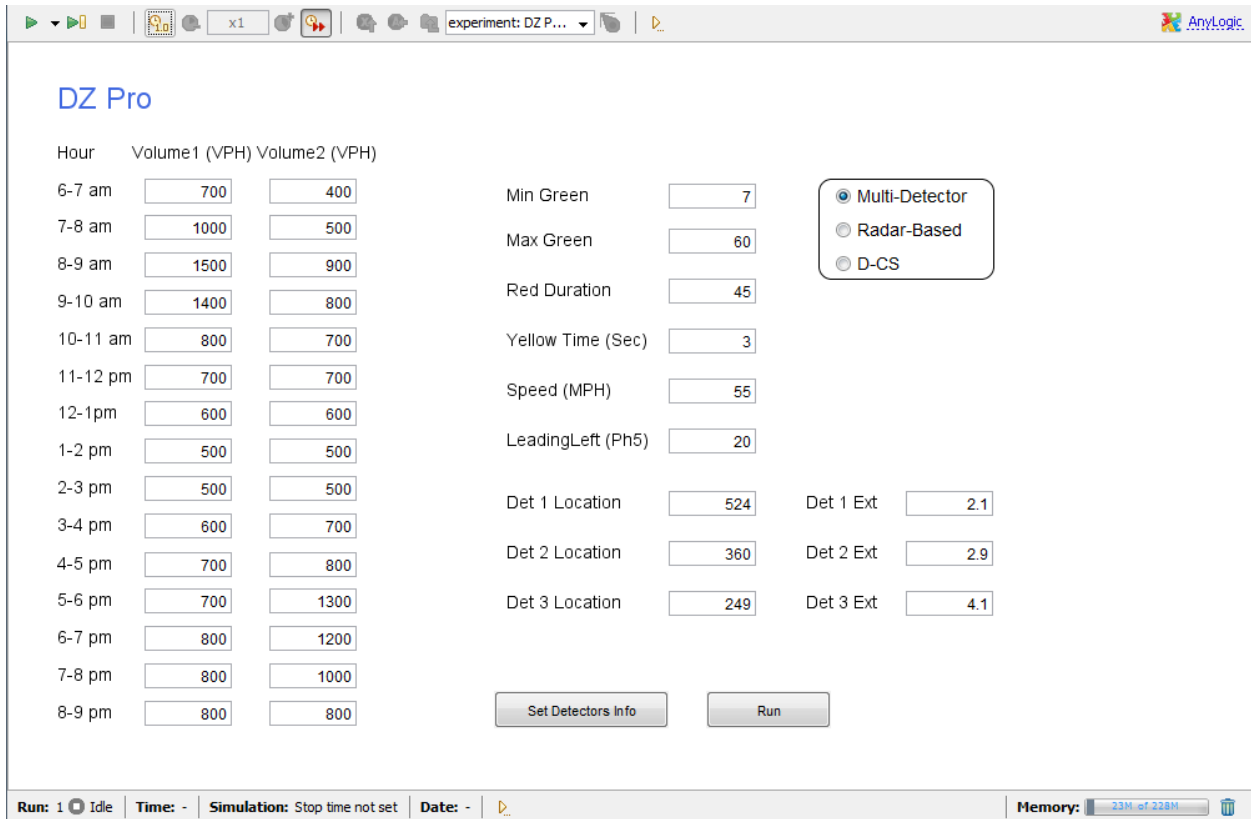 x1 experiment: DZ P... AnyLogic
DZ Pro
Hour Volume1 (VPH) Volume2 (VPH)
6-7 am 700 400
7-8 am 1000 500
8-9 am 1500 900
9-10 am 1400 800
10-11 am 800 700
11-12 pm 700 700
12-1pm 600 600
1-2 pm 500 500
2-3 pm 500 500
3-4 pm 600 700
4-5 pm 700 800
5-6 pm 700 1300
6-7 pm 800 1200
7-8 pm 800 1000
8-9 pm 800 800
Min Green 7
Max Green 60
Red Duration 45
Yellow Time (Sec) 3
Speed (MPH) 55
LeadingLeft (Ph5) 20
Multi-Detector
Radar-Based
D-CS
Det 1 Location 524 Det 1 Ext 2.1
Det 2 Location 360 Det 2 Ext 2.9
Det 3 Location 249 Det 3 Ext 4.1
Set Detectors Info Run
Run: 1 Idle Time: - Simulation: Stop time not set Date: - Memory: 23M of 228M